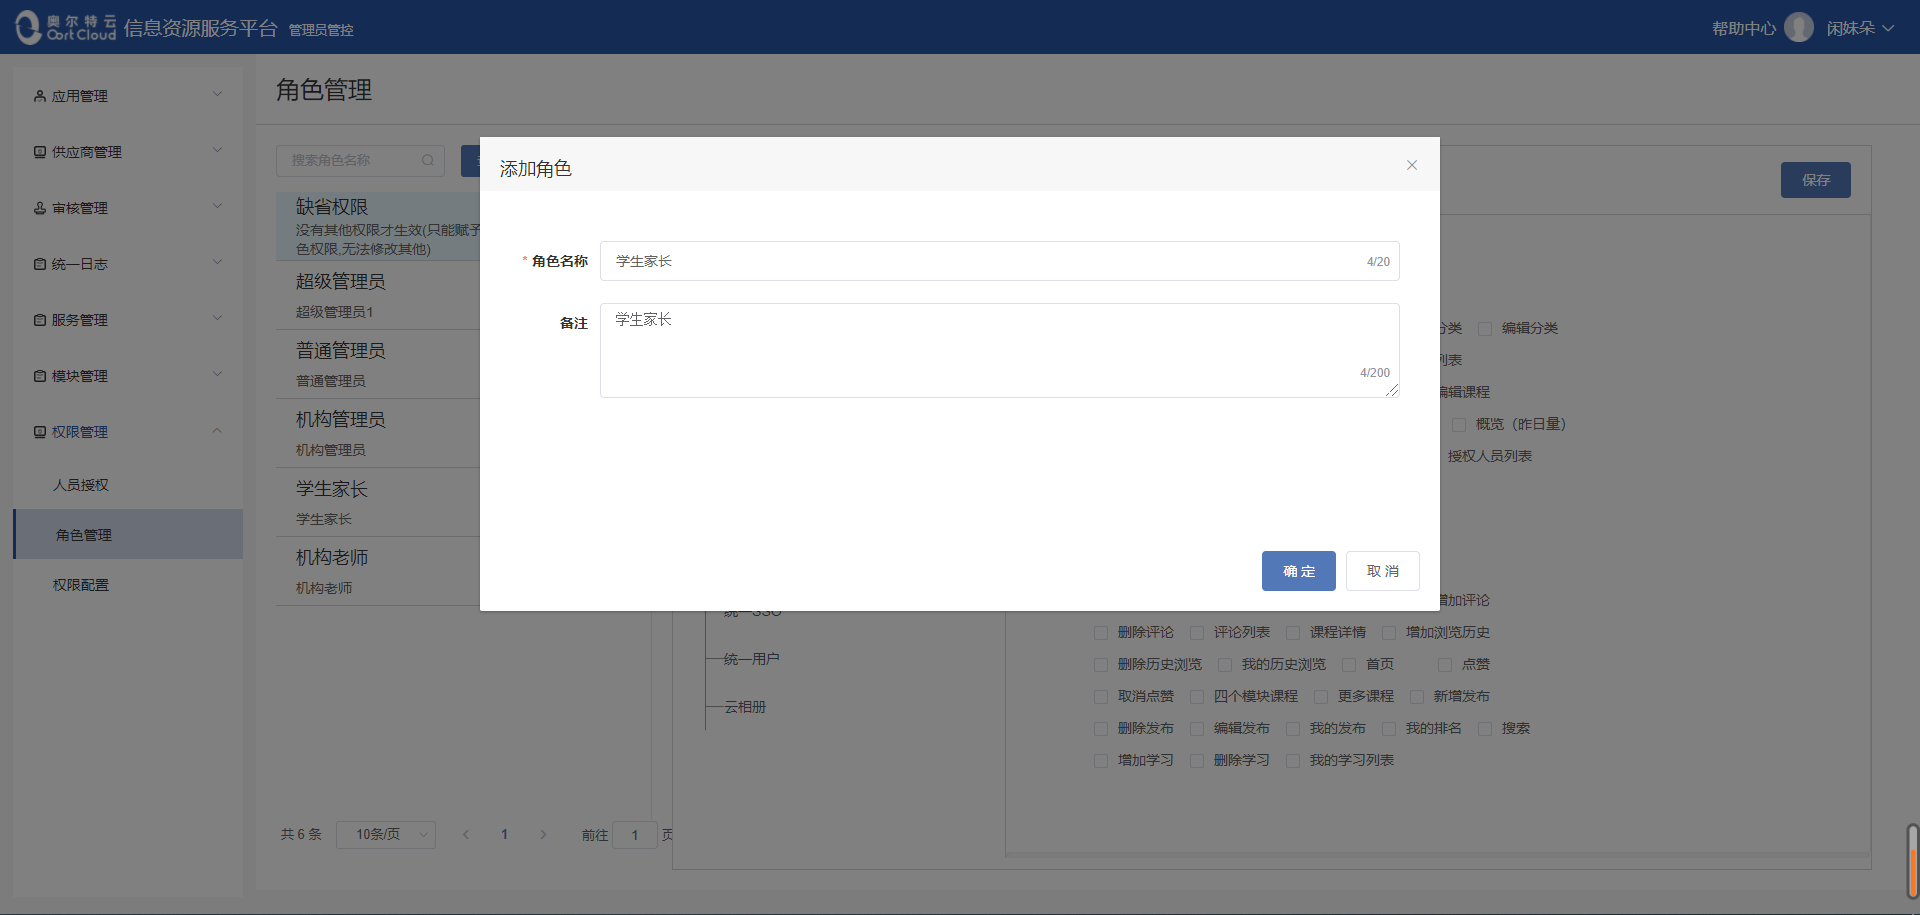 奥尔特云
OortCloud
信息资源服务平台 管理员管控
帮助中心 闲妹朵
应用管理
供应商管理
审核管理
统一日志
服务管理
模块管理
权限管理
人员授权
角色管理
权限配置
角色管理
搜索角色名称
保存
缺省权限
没有其他权限才生效(只能赋予
色权限,无法修改其他)
超级管理员
超级管理员1
普通管理员
普通管理员
机构管理员
机构管理员
学生家长
学生家长
机构老师
机构老师
共 6 条 10条/页 1 前往 1 页
添加角色
* 角色名称 学生家长 4/20
备注 学生家长
4/200
确 定 取 消
分类 编辑分类
列表
编辑课程
概览（昨日量）
授权人员列表
统一SSO
统一用户
云相册
增加评论
删除评论 评论列表 课程详情 增加浏览历史
删除历史浏览 我的历史浏览 首页 点赞
取消点赞 四个模块课程 更多课程 新增发布
删除发布 编辑发布 我的发布 我的排名 搜索
增加学习 删除学习 我的学习列表